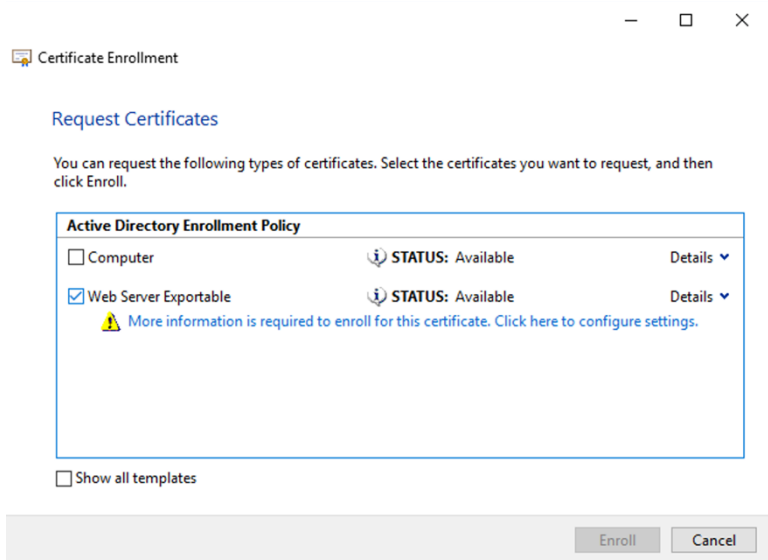 Certificate Enrollment
Request Certificates
You can request the following types of certificates. Select the certificates you want to request, and then
click Enroll.
Active Directory Enrollment Policy
Computer STATUS: Available Details
Web Server Exportable STATUS: Available Details
More information is required to enroll for this certificate. Click here to configure settings.
Show all templates
Enroll Cancel